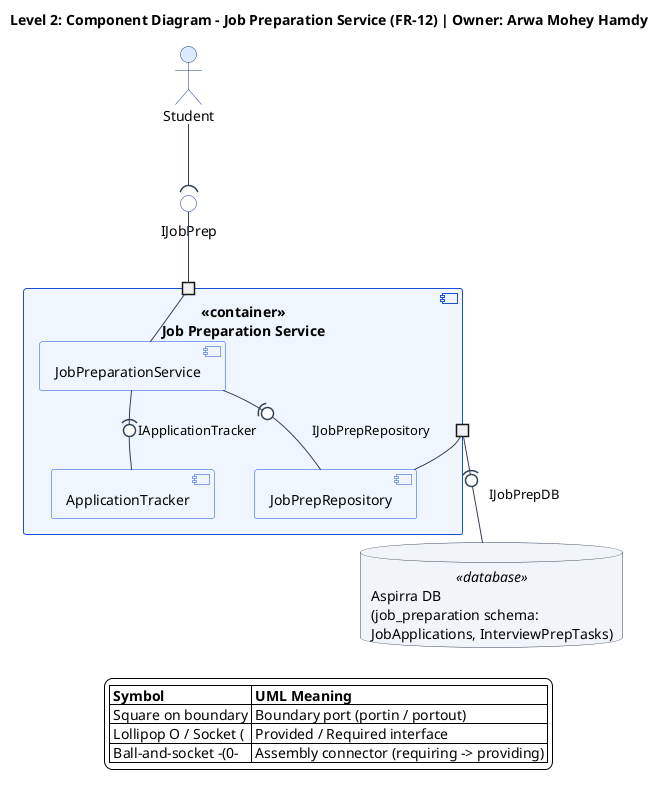 Level 2: Component Diagram - Job Preparation Service (FR-12) | Owner: Arwa Mohey Hamdy
Student
IJobPrep
«container»
Job Preparation Service
JobPreparationService
IApplicationTracker
IJobPrepRepository
ApplicationTracker
JobPrepRepository
IJobPrepDB
«database»
Aspirra DB
(job_preparation schema:
JobApplications, InterviewPrepTasks)
Symbol UML Meaning
Square on boundary Boundary port (portin / portout)
Lollipop O / Socket ( Provided / Required interface
Ball-and-socket -(0- Assembly connector (requiring -> providing)